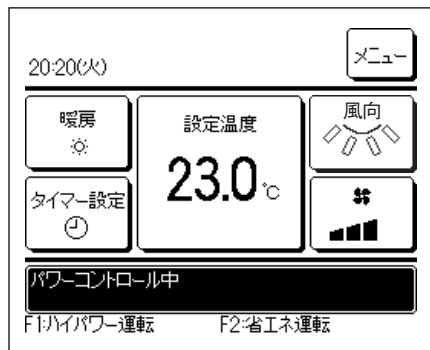 メニュー
20:20(火)
暖房
設定温度
風向
23.0℃
タイマー設定
パワーコントロール中
F1:ハイパワー運転 F2:省エネ運転